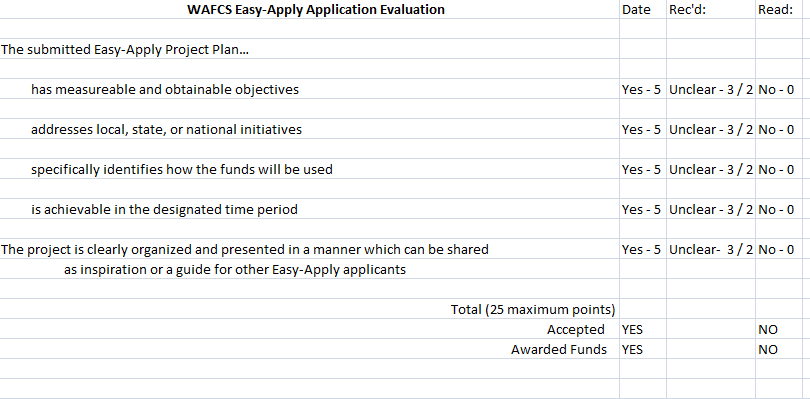 WAFCS Easy-Apply Application Evaluation Date Rec'd: Read:
The submitted Easy-Apply Project Plan...
has measureable and obtainable objectives Yes - 5 Unclear - 3 / 2 No - 0
addresses local, state, or national initiatives Yes - 5 Unclear - 3 / 2 No - 0
specifically identifies how the funds will be used Yes - 5 Unclear - 3 / 2 No - 0
is achievable in the designated time period Yes - 5 Unclear - 3 / 2 No - 0
The project is clearly organized and presented in a manner which can be shared Yes - 5 Unclear- 3 / 2 No - 0
as inspiration or a guide for other Easy-Apply applicants
Total (25 maximum points)
Accepted YES NO
Awarded Funds YES NO